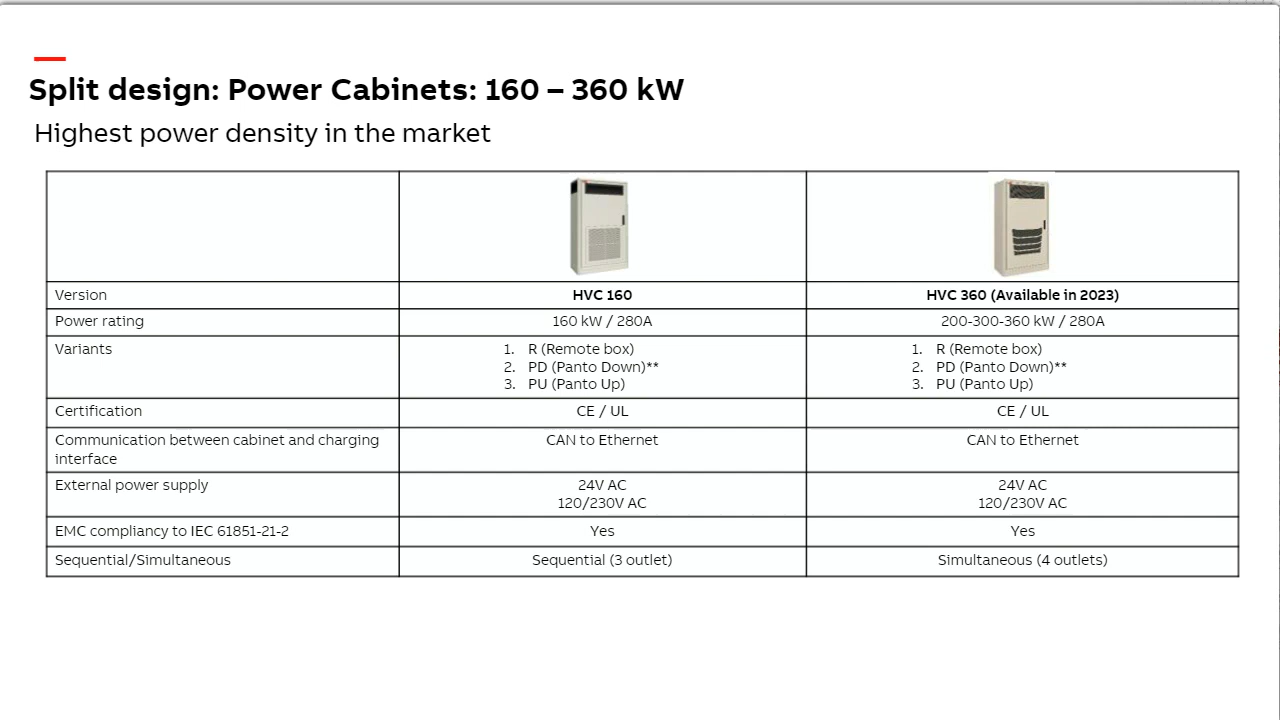 Split design: Power Cabinets: 160 – 360 kW
Highest power density in the market
Version
HVC 160
HVC 360 (Available in 2023)
Power rating
160 kW / 280A
200-300-360 kW / 280A
Variants
1. R (Remote box)
2. PD (Panto Down)**
3. PU (Panto Up)
1. R (Remote box)
2. PD (Panto Down)**
3. PU (Panto Up)
Certification
CE / UL
CE / UL
Communication between cabinet and charging
interface
CAN to Ethernet
CAN to Ethernet
External power supply
24V AC
120/230V AC
24V AC
120/230V AC
EMC compliancy to IEC 61851-21-2
Yes
Yes
Sequential/Simultaneous
Sequential (3 outlet)
Simultaneous (4 outlets)